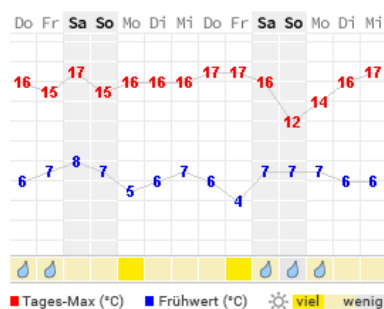 Do Fr Sa So Mo Di Mi Do Fr Sa So Mo Di Mi
16 15 17 15 16 16 16 17 17 16 12 14 16 17
6 7 8 7 5 6 7 6 4 7 7 7 6 6
Tages-Max (°C) Frühwert (°C) viel wenig